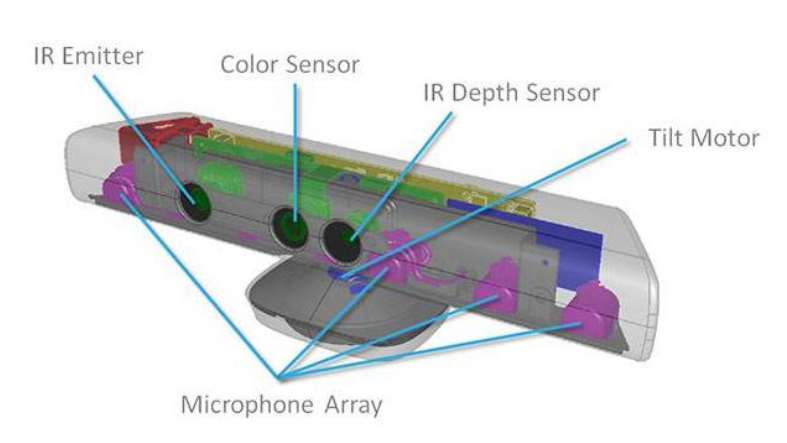 IR Emitter
Color Sensor
IR Depth Sensor
Tilt Motor
Microphone Array